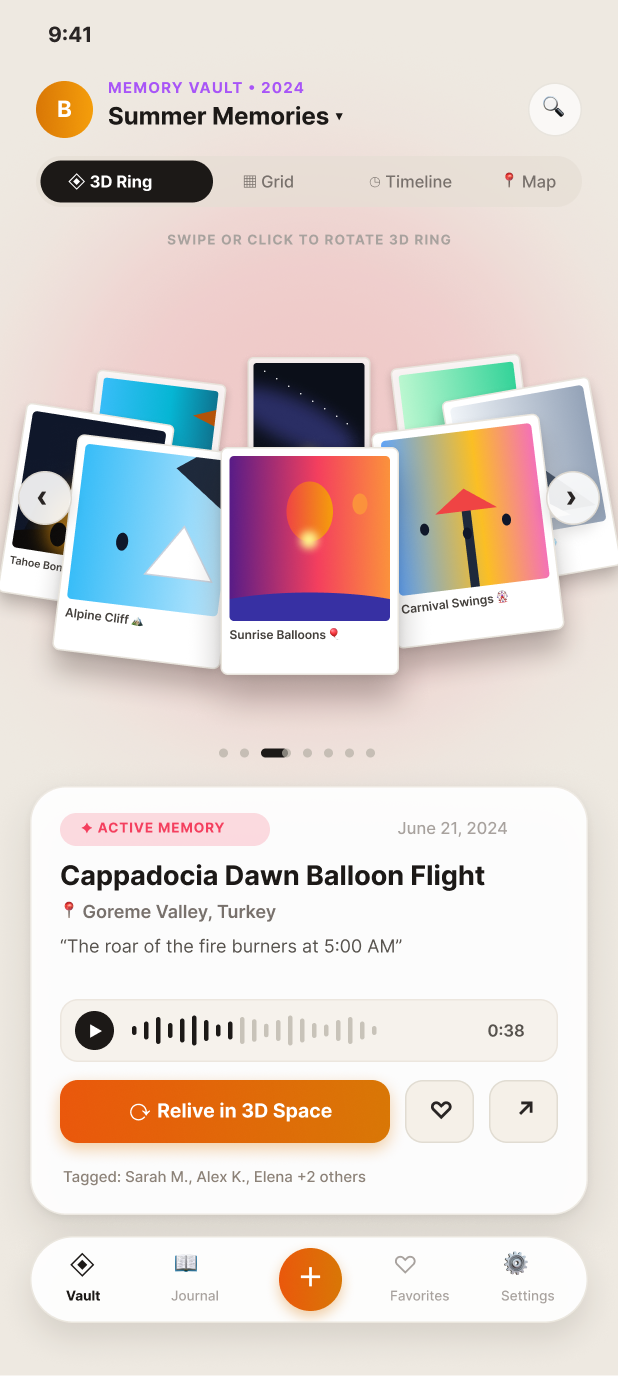 9:41
B
MEMORY VAULT • 2024
Summer Memories ▾
3D Ring
Grid
Timeline
Map
SWIPE OR CLICK TO ROTATE 3D RING
Tahoe Bon
Alpine Cliff
Sunrise Balloons
Carnival Swings
✦ ACTIVE MEMORY
June 21, 2024
Cappadocia Dawn Balloon Flight
Goreme Valley, Turkey
“The roar of the fire burners at 5:00 AM”
0:38
Relive in 3D Space
Tagged: Sarah M., Alex K., Elena +2 others
Vault
Journal
Favorites
Settings